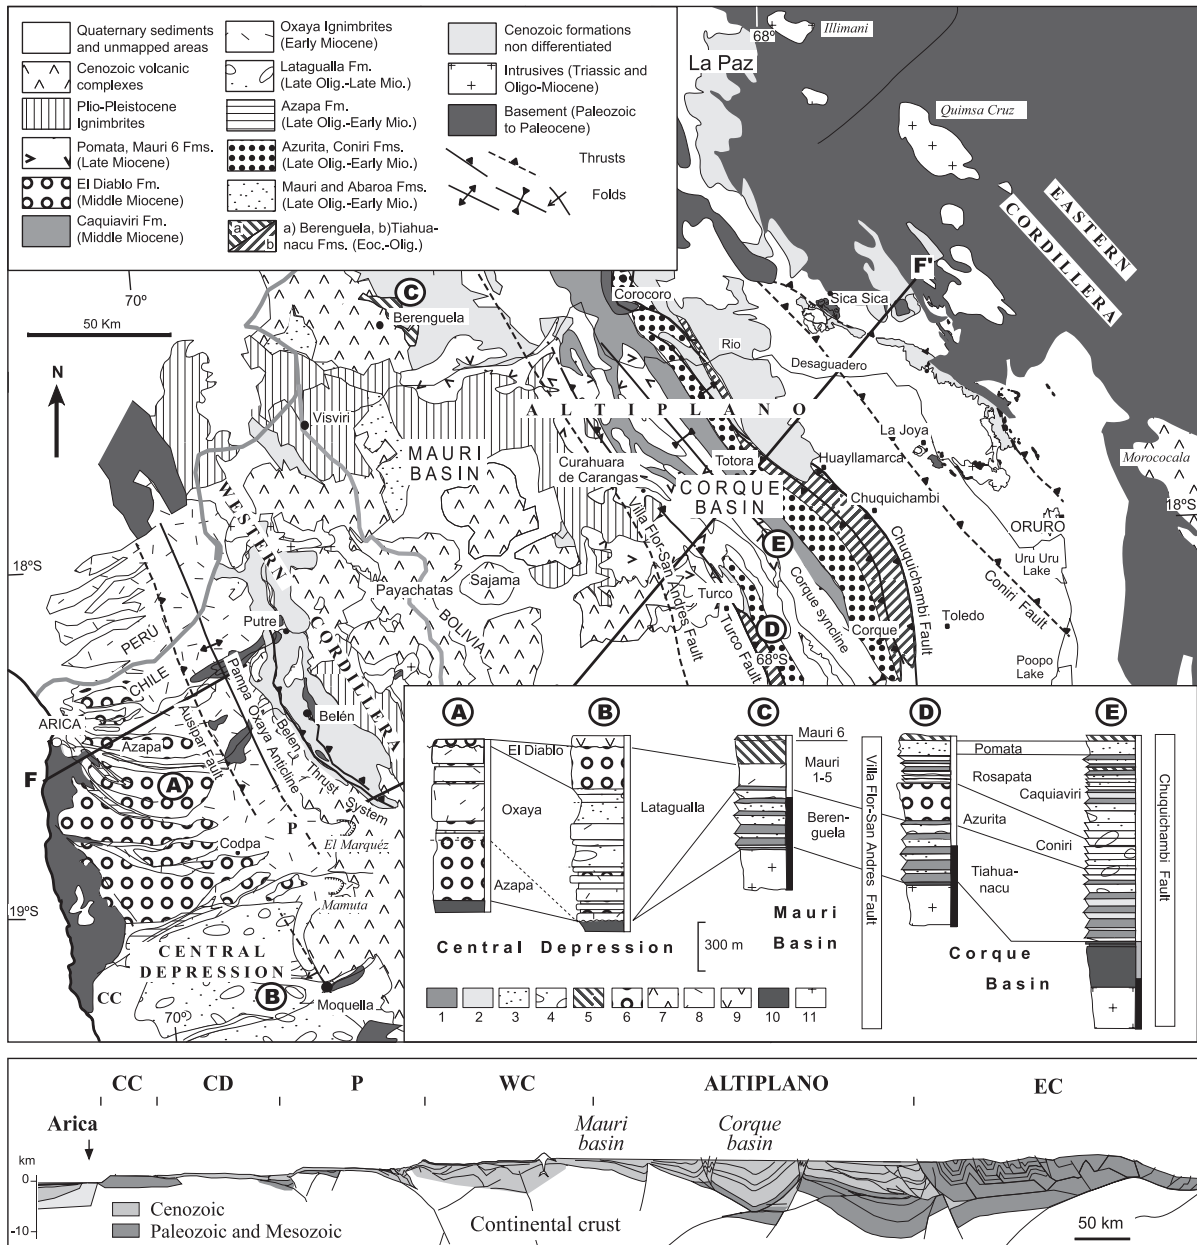 Quaternary sediments
and unmapped areas
Cenozoic volcanic
complexes
Plio-Pleistocene
Ignimbrites
Pomata, Mauri 6 Fms.
(Late Miocene)
El Diablo Fm.
(Middle Miocene)
Caquiaviri Fm.
(Middle Miocene)
Oxaya Ignimbrites
(Early Miocene)
Latagualla Fm.
(Late Olig.-Late Mio.)
Azapa Fm.
(Late Olig.-Early Mio.)
Azurita, Coniri Fms.
(Late Olig.-Early Mio.)
Mauri and Abaroa Fms.
(Late Olig.-Early Mio.)
a
b
a) Berenguela, b)Tiahua-
nacu Fms. (Eoc.-Olig.)
Cenozoic formations
non differentiated
Intrusives (Triassic and
Oligo-Miocene)
Basement (Paleozoic
to Paleocene)
Thrusts
Folds
68º
Illimani
La Paz
Quimsa Cruz
EASTERN
CORDILLERA
70º
50 Km
N
C
Berenguela
Corocoro
F'
Sica Sica
Rio
Desaguadero
ALTIPLANO
Visviri
MAURI
BASIN
Curahuara
de Carangas
Totora
Huayllamarca
La Joya
Morococala
CORQUE
BASIN
Chuquichambi
18ºS
ORURO
Uru Uru
Lake
WESTERN
CORDILLERA
Villa Flor-San Andres Fault
E
Chuquichambi Fault
Coniri Fault
18ºS
Payachatas
Sajama
BOLIVIA
Turco
Turco Fault
D
68ºS
Corque syncline
Corque
Toledo
Poopo
Lake
PERÚ
CHILE
Putre
Pampa Oxaya Anticline
Belén
Belen Thrust System
ARICA
Azapa
Ausipar Fault
F
A
P
Codpa
El Marquéz
Mamuta
19ºS
CENTRAL
DEPRESSION
CC
B
Moquella
70º
A
B
C
D
E
El Diablo
Oxaya
Azapa
Latagualla
Mauri 6
Mauri
1-5
Beren-
guela
Villa Flor-San Andres Fault
Pomata
Rosapata
Caquiaviri
Azurita
Coniri
Tiahua-
nacu
Chuquichambi Fault
Central Depression
300 m
Mauri
Basin
Corque
Basin
1 2 3 4 5 6 7 8 9 10 11
CC CD P WC ALTIPLANO EC
Arica
Mauri
basin
Corque
basin
km
0
-10
Cenozoic
Paleozoic and Mesozoic
Continental crust
50 km